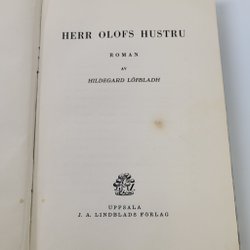 HERR OLOFS HUSTRU
ROMAN
AV
HILDEGARD LÖFBLADH
UPPSALA
J. A. LINDBLADS FÖRLAG